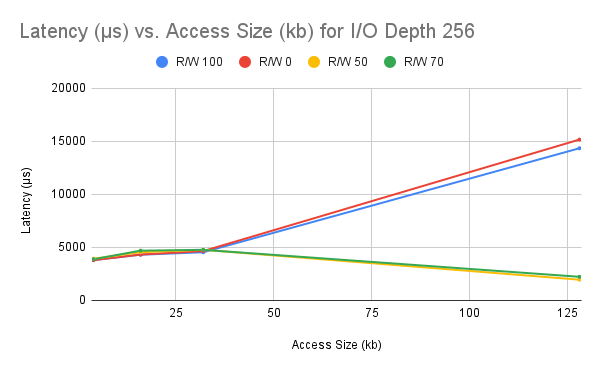 Latency (µs) vs. Access Size (kb) for I/O Depth 256
R/W 100 R/W 0 R/W 50 R/W 70
20000
15000
10000
5000
0
Latency (µs)
25 50 75 100 125
Access Size (kb)